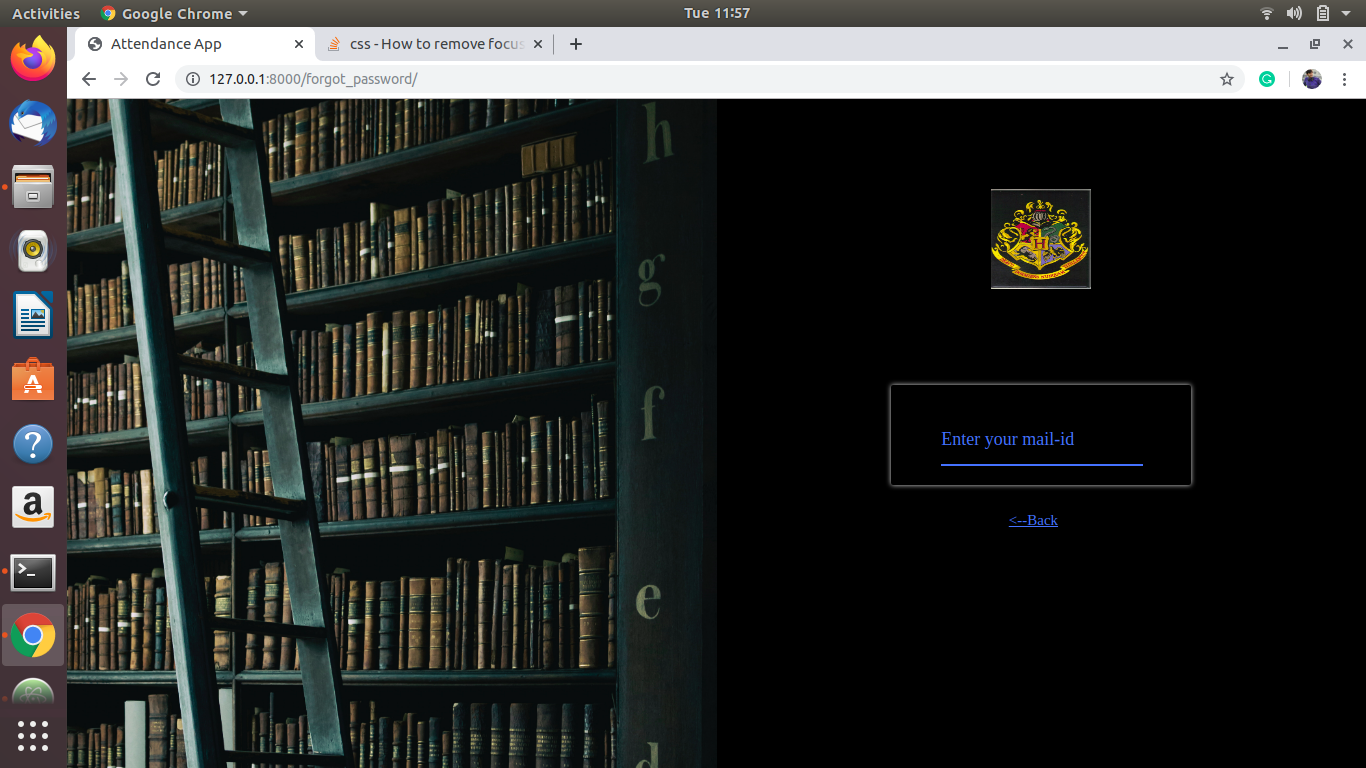 Activities
Google Chrome
Tue 11:57
Attendance App
css - How to remove focus
127.0.0.1:8000/forgot_password/
h
g
f
e
d
H
Enter your mail-id
<--Back